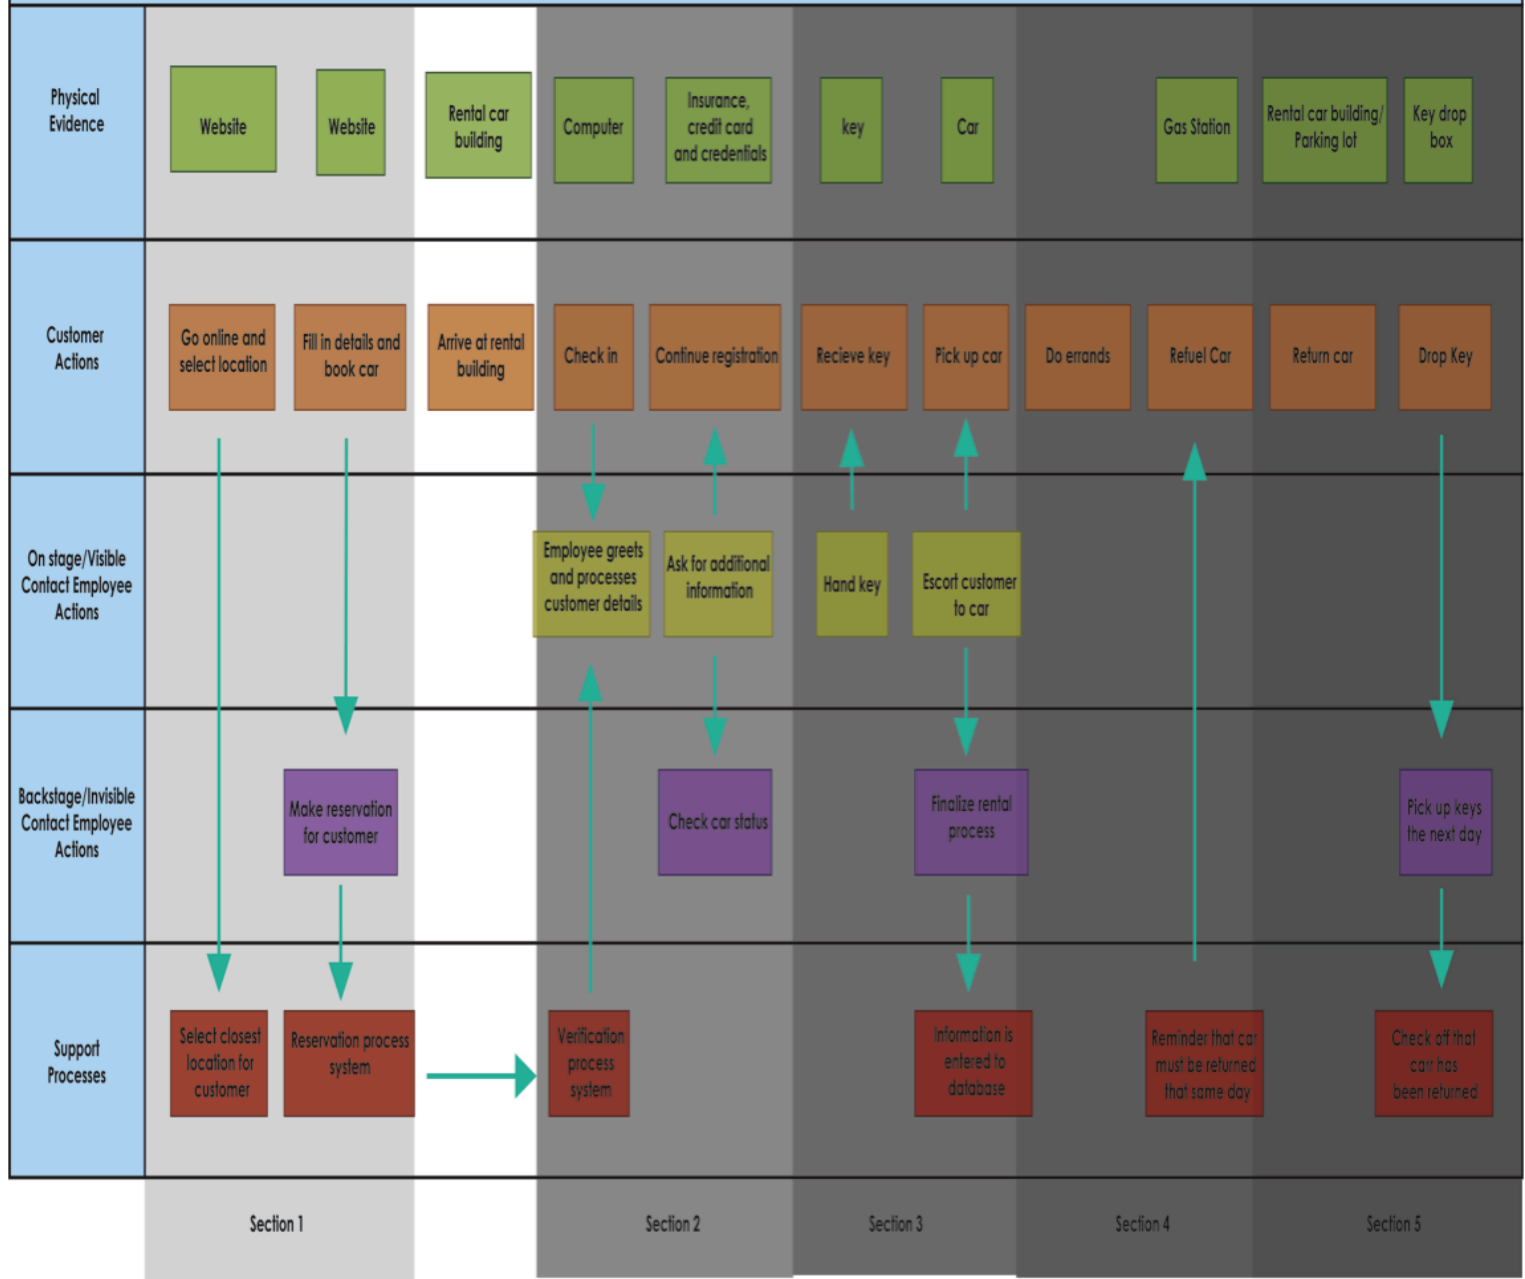 Physical
Evidence
Website
Website
Rental car
building
Computer
Insurance,
credit card
and credentials
key
Car
Gas Station
Rental car building/
Parking lot
Key drop
box
Customer
Actions
Go online and
select location
Fill in details and
book car
Arrive at rental
building
Check in
Continue registration
Recieve key
Pick up car
Do errands
Refuel Car
Return car
Drop Key
On stage/Visible
Contact Employee
Actions
Employee greets
and processes
customer details
Ask for additional
information
Hand key
Escort customer
to car
Backstage/Invisible
Contact Employee
Actions
Make reservation
for customer
Check car status
Finalize rental
process
Pick up keys
the next day
Support
Processes
Select closest
location for
customer
Reservation process
system
Verification
process
system
Information is
entered to
database
Reminder that car
must be returned
that same day
Check off that
carr has
been returned
Section 1
Section 2
Section 3
Section 4
Section 5